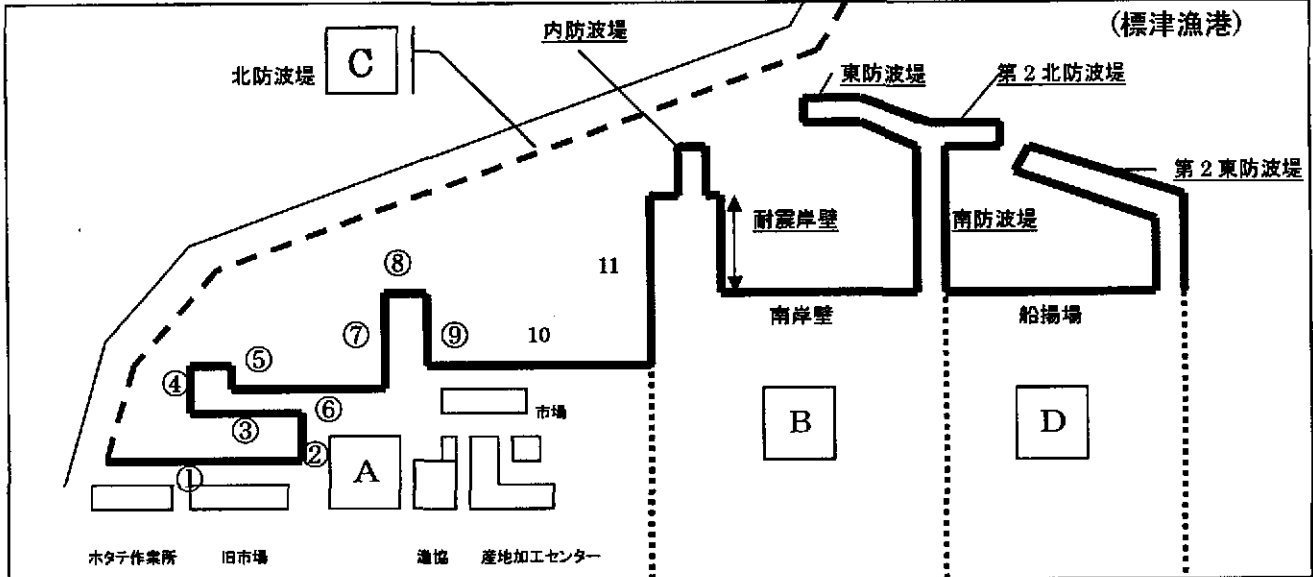 (標津漁港)
内防波堤
北防波堤
C
東防波堤
第2北防波堤
第2東防波堤
耐震岸壁
南防波堤
⑧
11
南岸壁
船揚場
⑦
⑨
10
⑤
④
⑥
市場
③
B
D
②
A
①
ホタテ作業所
旧市場
漁協
産地加工センター